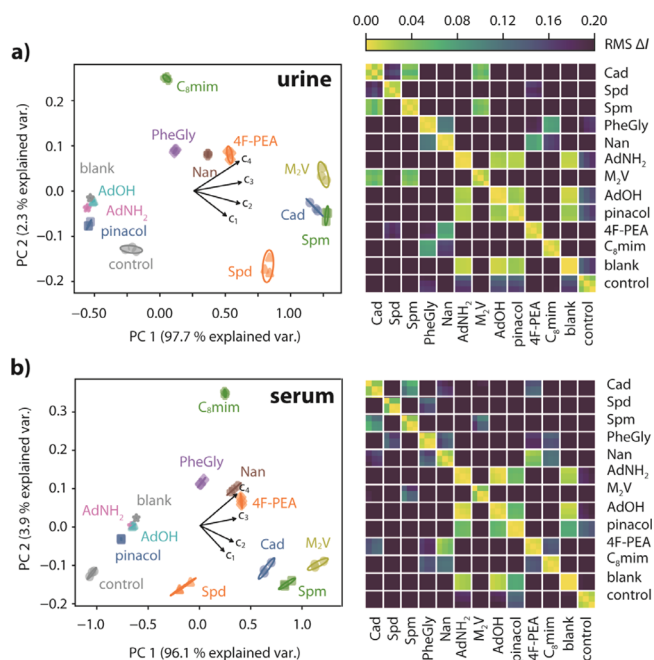 0.00 0.04 0.08 0.12 0.16 0.20
RMS ΔI
a)
urine
C₈mim
PheGly
4F-PEA
Nan
M₂V
blank
AdOH
AdNH₂
pinacol
control
Cad
Spm
Spd
c₄
c₃
c₂
c₁
PC 2 (2.3 % explained var.)
0.2
0.1
0.0
−0.1
−0.2
−0.50 0.00 0.50 1.00
PC 1 (97.7 % explained var.)
Cad
Spd
Spm
PheGly
Nan
AdNH₂
M₂V
AdOH
pinacol
4F-PEA
C₈mim
blank
control
Cad Spd Spm PheGly Nan AdNH₂ M₂V AdOH pinacol 4F-PEA C₈mim blank control
b)
serum
C₈mim
PheGly
Nan
4F-PEA
blank
AdNH₂
AdOH
pinacol
control
Cad
M₂V
Spd
Spm
c₄
c₃
c₂
c₁
PC 2 (3.9 % explained var.)
0.3
0.2
0.1
0.0
−0.1
−0.2
−1.0 −0.5 0.0 0.5 1.0
PC 1 (96.1 % explained var.)
Cad
Spd
Spm
PheGly
Nan
AdNH₂
M₂V
AdOH
pinacol
4F-PEA
C₈mim
blank
control
Cad Spd Spm PheGly Nan AdNH₂ M₂V AdOH pinacol 4F-PEA C₈mim blank control